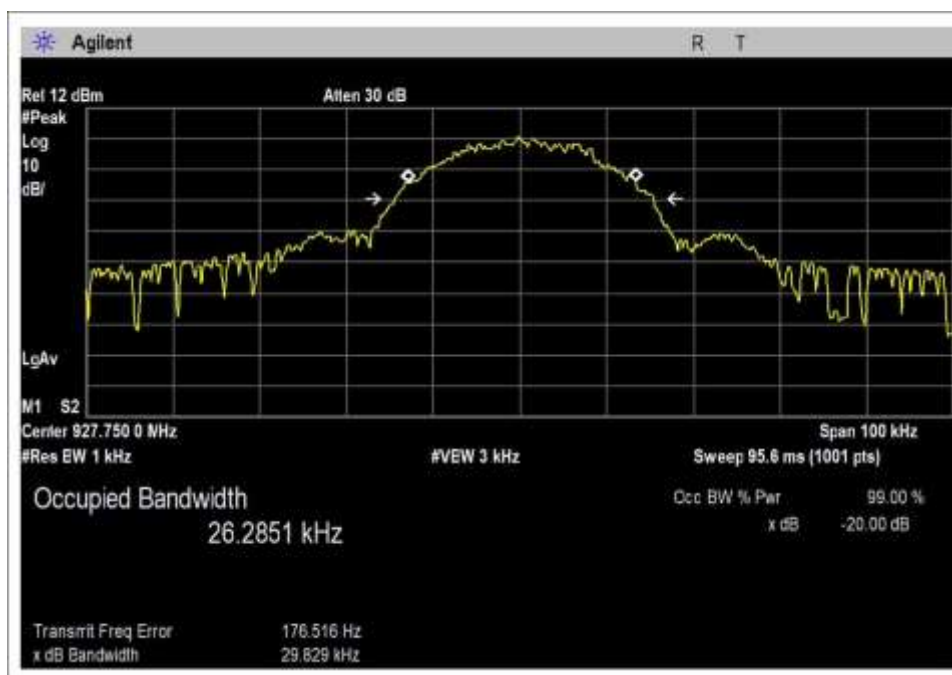 Agilent
R T
Ref 12 dBm
Atten 30 dB
#Peak
Log
10
dB/
LgAv
M1 S2
Center 927.750 0 MHz
Span 100 kHz
#Res BW 1 kHz
#VBW 3 kHz
Sweep 95.6 ms (1001 pts)
Occupied Bandwidth
26.2851 kHz
Occ BW % Pwr
99.00 %
x dB
-20.00 dB
Transmit Freq Error
176.516 Hz
x dB Bandwidth
29.829 kHz